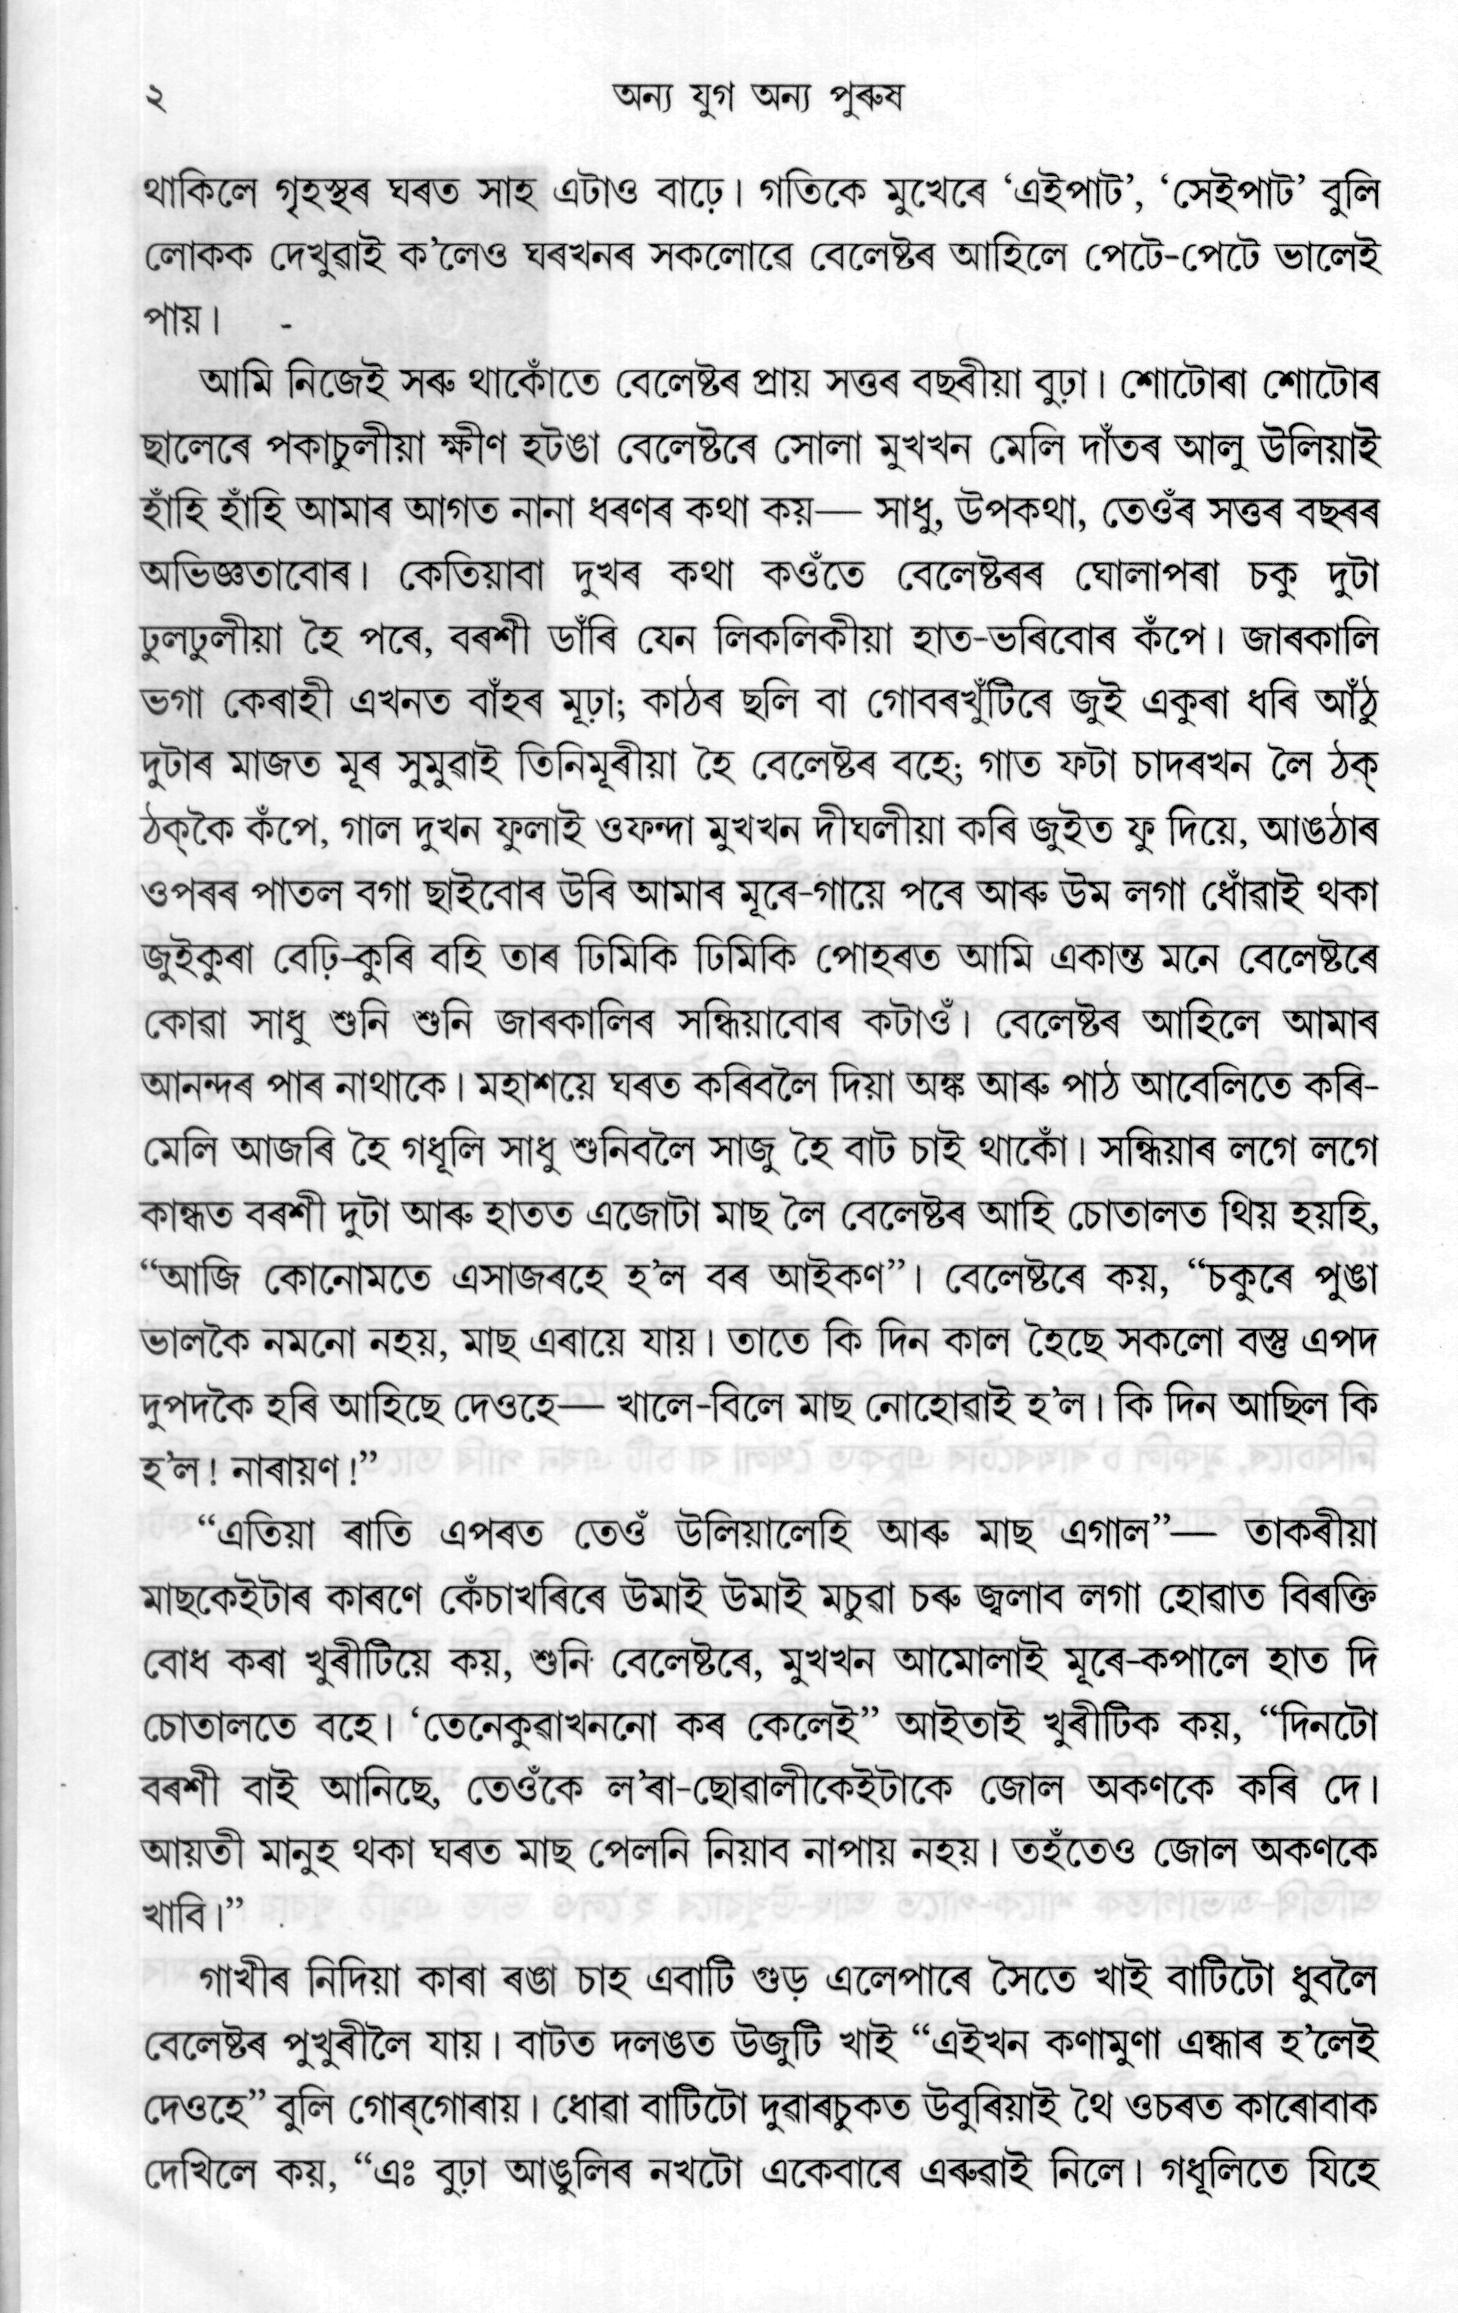 ২
অন্য যুগ অন্য পুৰুষ
থাকিলে গৃহস্থৰ ঘৰত সাহ এটাও বাঢ়ে। গতিকে মুখেৰে ‘এইপাট’, ‘সেইপাট’ বুলি
লোকক দেখুৱাই ক’লেও ঘৰখনৰ সকলোৱে বেলেষ্টৰ আহিলে পেটে-পেটে ভালেই
পায়।
আমি নিজেই সৰু থাকোঁতে বেলেষ্টৰ প্ৰায় সত্তৰ বছৰীয়া বুঢ়া। শোটোৰা শোটোৰ
ছালেৰে পকাচুলীয়া ক্ষীণ হটঙা বেলেষ্টৰে সোলা মুখখন মেলি দাঁতৰ আলু উলিয়াই
হাঁহি হাঁহি আমাৰ আগত নানা ধৰণৰ কথা কয়— সাধু, উপকথা, তেওঁৰ সত্তৰ বছৰৰ
অভিজ্ঞতাবোৰ। কেতিয়াবা দুখৰ কথা কওঁতে বেলেষ্টৰৰ ঘোলাপৰা চকু দুটা
ঢুলঢুলীয়া হৈ পৰে, বৰশী ডাঁৰি যেন লিকলিকীয়া হাত-ভৰিবোৰ কঁপে। জাৰকালি
ভগা কেৰাহী এখনত বাঁহৰ মূঢ়া; কাঠৰ ছলি বা গোবৰখুঁটিৰে জুই একুৰা ধৰি আঁঠু
দুটাৰ মাজত মূৰ সুমুৱাই তিনিমূৰীয়া হৈ বেলেষ্টৰ বহে; গাত ফটা চাদৰখন লৈ ঠক্
ঠক্‌কৈ কঁপে, গাল দুখন ফুলাই ওফন্দা মুখখন দীঘলীয়া কৰি জুইত ফু দিয়ে, আঙঠাৰ
ওপৰৰ পাতল বগা ছাইবোৰ উৰি আমাৰ মূৰে-গায়ে পৰে আৰু উম লগা ধোঁৱাই থকা
জুইকুৰা বেঢ়ি-কুৰি বহি তাৰ ঢিমিকি ঢিমিকি পোহৰত আমি একান্ত মনে বেলেষ্টৰে
কোৱা সাধু শুনি শুনি জাৰকালিৰ সন্ধিয়াবোৰ কটাওঁ। বেলেষ্টৰ আহিলে আমাৰ
আনন্দৰ পাৰ নাথাকে। মহাশয়ে ঘৰত কৰিবলৈ দিয়া অঙ্ক আৰু পাঠ আবেলিতে কৰি-
মেলি আজৰি হৈ গধূলি সাধু শুনিবলৈ সাজু হৈ বাট চাই থাকোঁ। সন্ধিয়াৰ লগে লগে
কান্ধত বৰশী দুটা আৰু হাতত এজোটা মাছ লৈ বেলেষ্টৰ আহি চোতালত থিয় হয়হি,
“আজি কোনোমতে এসাজৰহে হ’ল বৰ আইকণ”। বেলেষ্টৰে কয়, “চকুৰে পুঙা
ভালকৈ নমনো নহয়, মাছ এৰায়ে যায়। তাতে কি দিন কাল হৈছে সকলো বস্তু এপদ
দুপদকৈ হৰি আহিছে দেওহে— খালে-বিলে মাছ নোহোৱাই হ’ল। কি দিন আছিল কি
হ’ল! নাৰায়ণ!”
“এতিয়া ৰাতি এপৰত তেওঁ উলিয়ালেহি আৰু মাছ এগাল”— তাকৰীয়া
মাছকেইটাৰ কাৰণে কেঁচাখৰিৰে উমাই উমাই মচুৱা চৰু জ্বলাব লগা হোৱাত বিৰক্তি
বোধ কৰা খুৰীটিয়ে কয়, শুনি বেলেষ্টৰে, মুখখন আমোলাই মূৰে-কপালে হাত দি
চোতালতে বহে। ‘তেনেকুৱাখননো কৰ কেলেই” আইতাই খুৰীটিক কয়, “দিনটো
বৰশী বাই আনিছে, তেওঁকে ল’ৰা-ছোৱালীকেইটাকে জোল অকণকে কৰি দে।
আয়তী মানুহ থকা ঘৰত মাছ পেলনি নিয়াব নাপায় নহয়। তহঁতেও জোল অকণকে
খাবি।”
গাখীৰ নিদিয়া কাৰা ৰঙা চাহ এবাটি গুড় এলেপাৰে সৈতে খাই বাটিটো ধুবলৈ
বেলেষ্টৰ পুখুৰীলৈ যায়। বাটত দলঙত উজুটি খাই “এইখন কণামুণা এন্ধাৰ হ’লেই
দেওহে” বুলি গোৰ্‌গোৰায়। ধোৱা বাটিটো দুৱাৰচুকত উবুৰিয়াই থৈ ওচৰত কাৰোবাক
দেখিলে কয়, “এঃ বুঢ়া আঙুলিৰ নখটো একেবাৰে এৰুৱাই নিলে। গধূলিতে যিহে